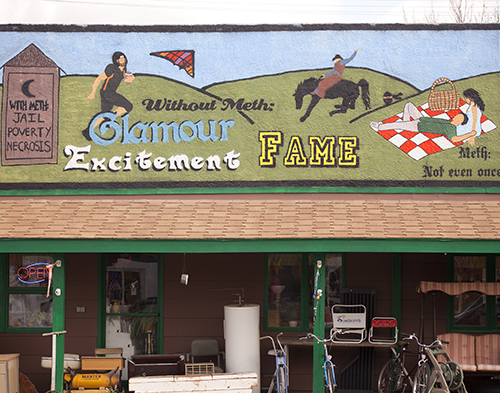 WITH METH:
JAIL
POVERTY
NECROSIS
Without Meth:
Glamour
Excitement
FAME
Meth:
Not even once
OPEN